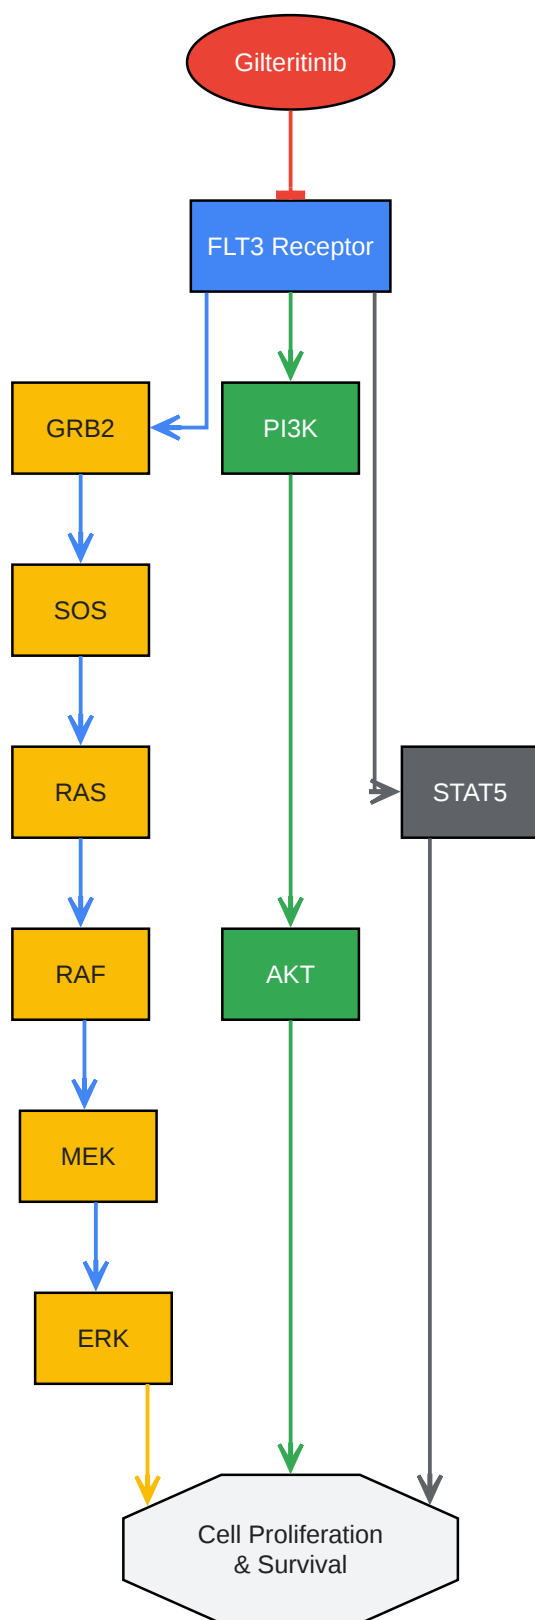 Gilteritinib
FLT3 Receptor
GRB2
PI3K
SOS
RAS
STAT5
RAF
AKT
MEK
ERK
Cell Proliferation
& Survival